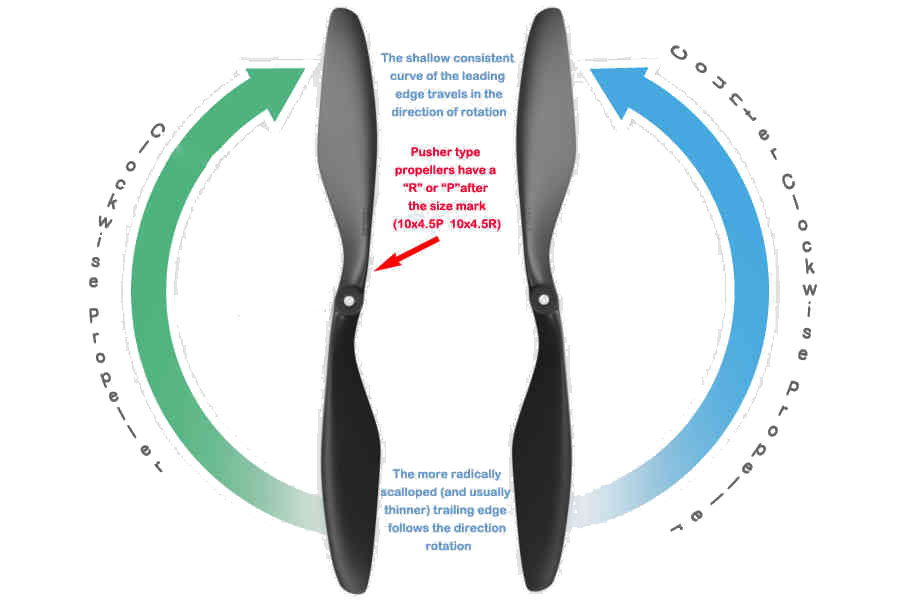 The shallow consistent
curve of the leading
edge travels in the
direction of rotation
Pusher type
propellers have a
“R” or “P”after
the size mark
(10x4.5P 10x4.5R)
Clockwise Propeller
Counter Clockwise Propeller
The more radically
scalloped (and usually
thinner) trailing edge
follows the direction
rotation